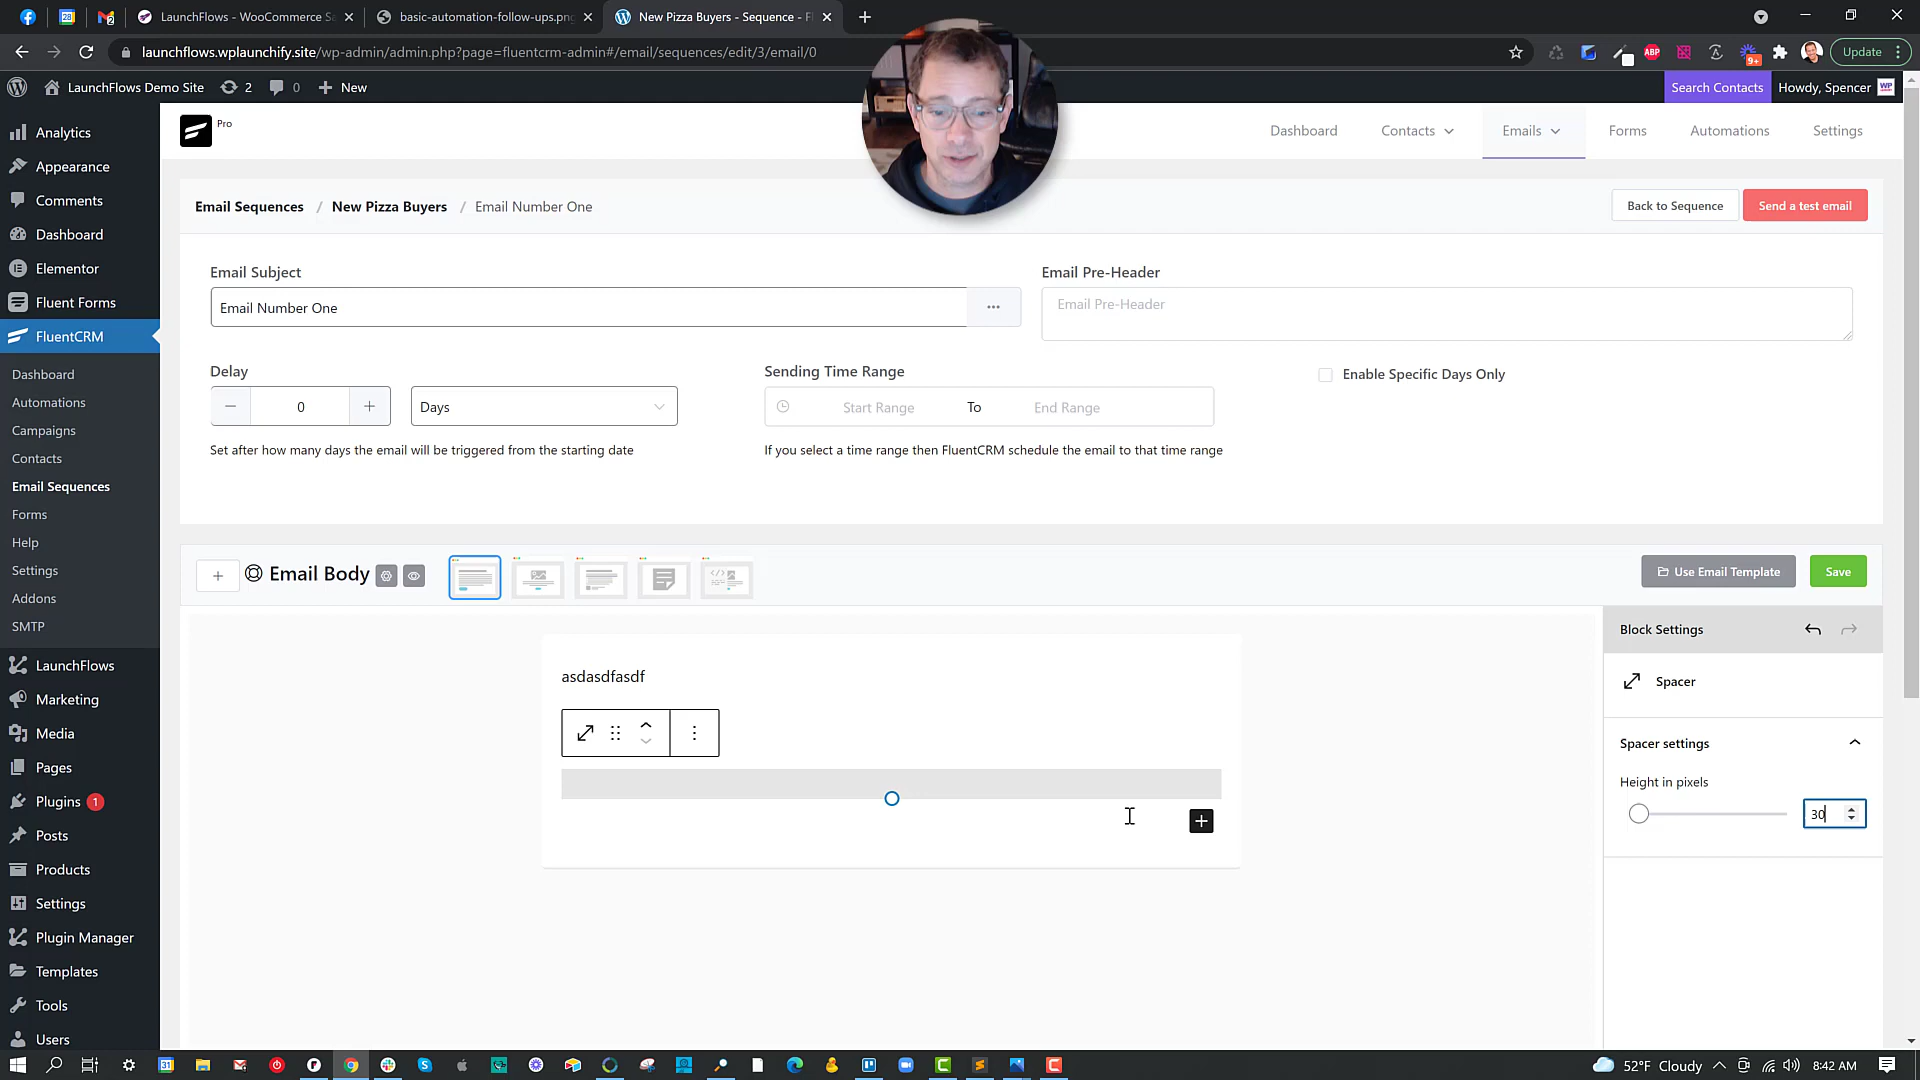 LaunchFlows - WooCommerce Se
basic-automation-follow-ups.png
New Pizza Buyers - Sequence - F
launchflows.wplaunchify.site/wp-admin/admin.php?page=fluentcrm-admin#/email/sequences/edit/3/email/0
ABP
9+
Update
LaunchFlows Demo Site
2
0
New
Search Contacts
Howdy, Spencer
WP
Analytics
Appearance
Comments
Dashboard
Elementor
Fluent Forms
FluentCRM
Dashboard
Automations
Campaigns
Contacts
Email Sequences
Forms
Help
Settings
Addons
SMTP
LaunchFlows
Marketing
Media
Pages
Plugins 1
Posts
Products
Settings
Plugin Manager
Templates
Tools
Users
Pro
Dashboard
Contacts
Emails
Forms
Automations
Settings
Email Sequences / New Pizza Buyers / Email Number One
Back to Sequence
Send a test email
Email Subject
Email Number One
Email Pre-Header
Email Pre-Header
Delay
0
Days
Set after how many days the email will be triggered from the starting date
Sending Time Range
Start Range To End Range
If you select a time range then FluentCRM schedule the email to that time range
Enable Specific Days Only
Email Body
Use Email Template
Save
asdasdfasdf
Block Settings
Spacer
Spacer settings
Height in pixels
30
52°F Cloudy
8:42 AM